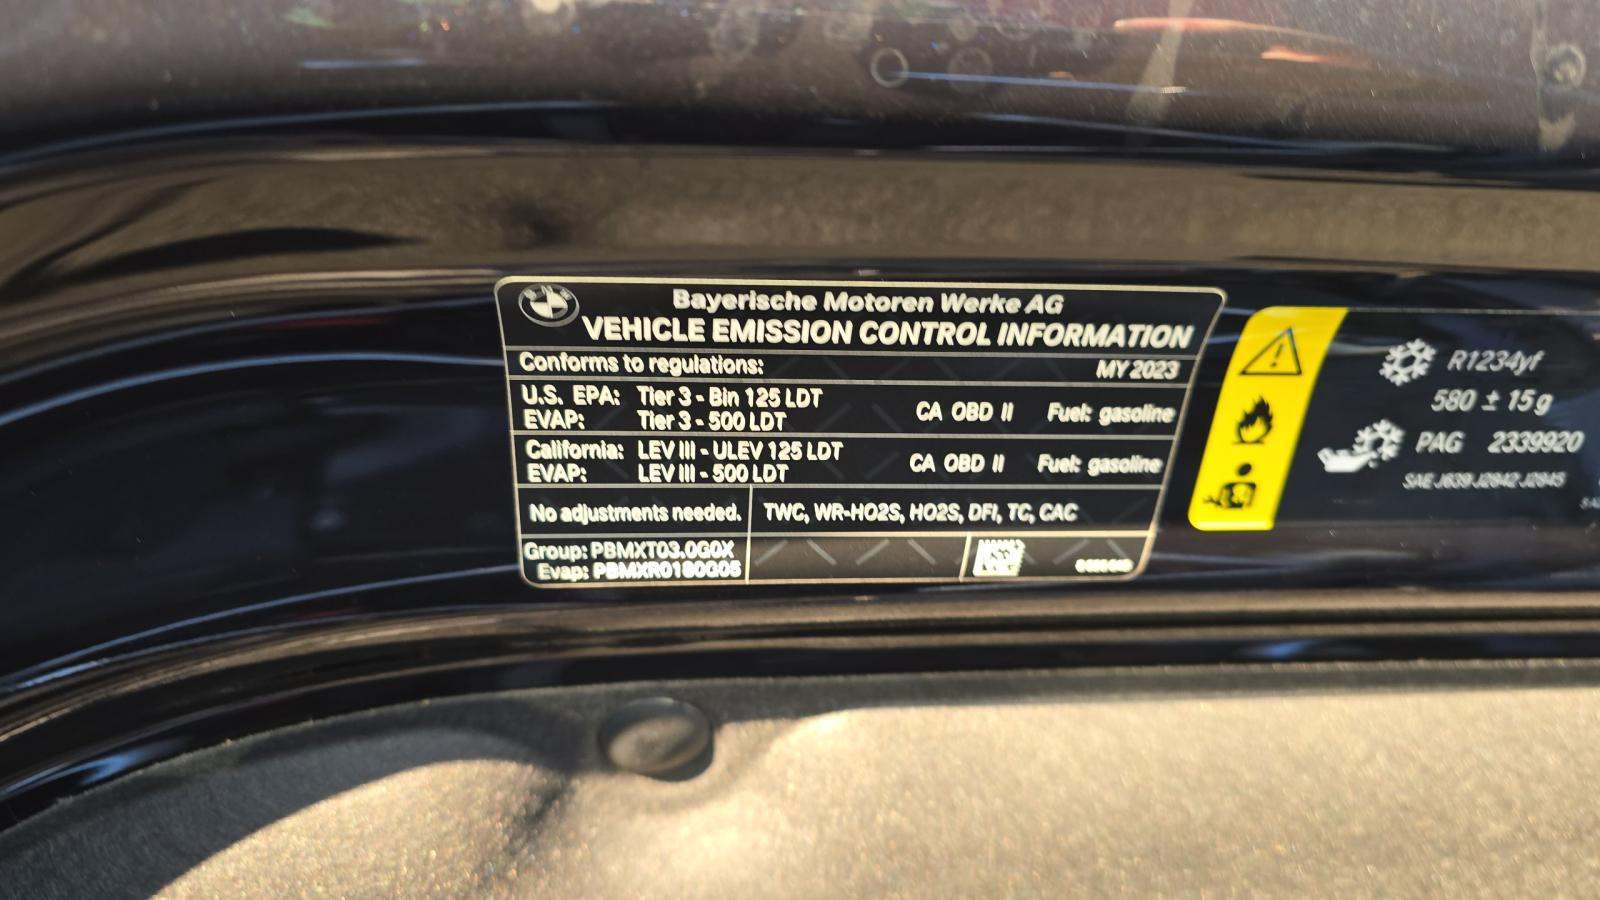 Bayerische Motoren Werke AG
VEHICLE EMISSION CONTROL INFORMATION
Conforms to regulations: MY 2023
U.S. EPA: Tier 3 - Bin 125 LDT
EVAP: Tier 3 - 500 LDT
CA OBD II Fuel: gasoline
California: LEV III - ULEV 125 LDT
EVAP: LEV III - 500 LDT
CA OBD II Fuel: gasoline
No adjustments needed. TWC, WR-HO2S, HO2S, DFI, TC, CAC
Group: PBMXT03.0G0X
Evap: PBMXR0180G05
R1234yf
580 ± 15 g
PAG 2339920
SAE J639 J2842 J2845